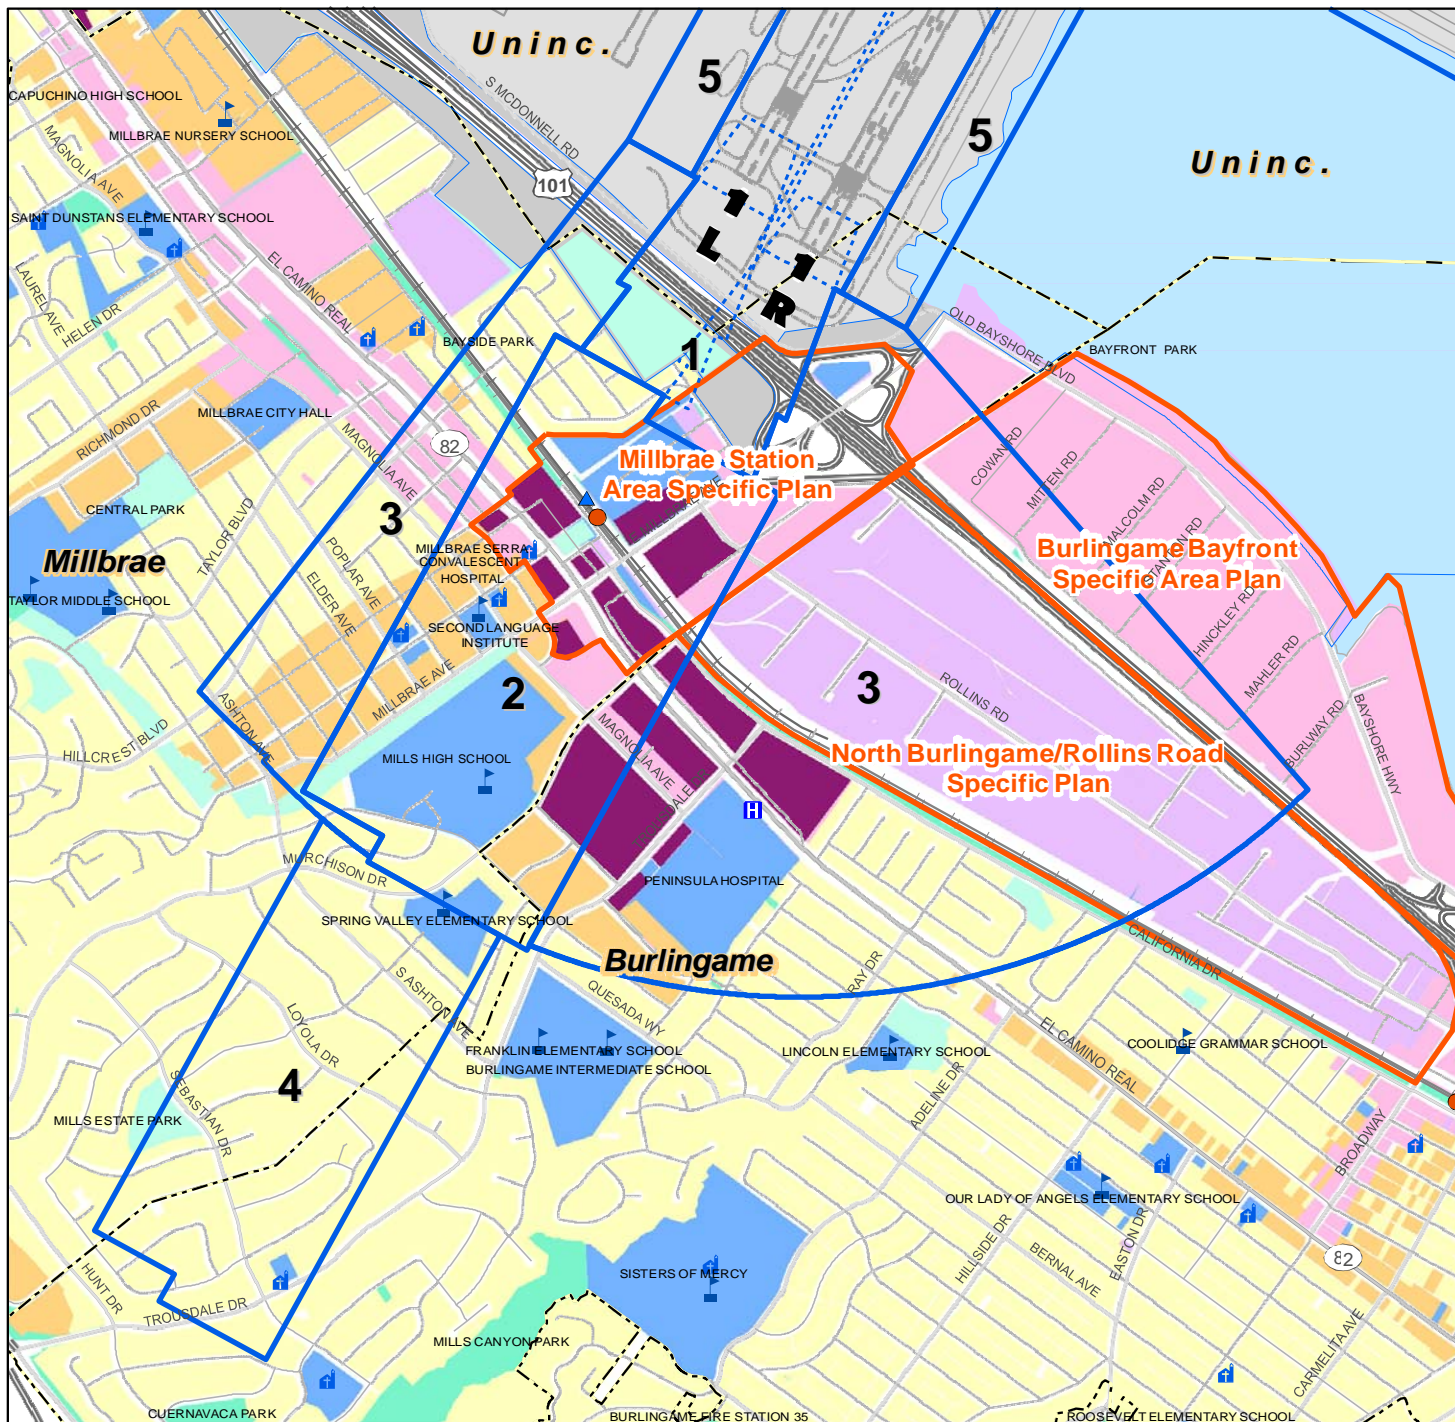 Uninc.
5
5
CAPUCHINO HIGH SCHOOL
MILLBRAE NURSERY SCHOOL
S MCDONNELL RD
Uninc.
MAGNOLIA AVE
101
SAINT DUNSTANS ELEMENTARY SCHOOL
1
L
1
R
LAUREL AVE
HELEN DR
EL CAMINO REAL
BAYSIDE PARK
1
OLD BAYSHORE BLVD
BAYFRONT PARK
RICHMOND DR
MILLBRAE CITY HALL
MAGNOLIA AVE
82
Millbrae Station
Area Specific Plan
MILLBRAE AVE
COWAN RD
MITTEN RD
MALCOLM RD
STANTON RD
HINCKLEY RD
MAHLER RD
BURLWAY RD
BAYSHORE HWY
Burlingame Bayfront
Specific Area Plan
CENTRAL PARK
TAYLOR BLVD
3
Millbrae
POPLAR AVE
ELDER AVE
MILLBRAE SERRA
CONVALESCENT
HOSPITAL
TAYLOR MIDDLE SCHOOL
SECOND LANGUAGE
INSTITUTE
MILLBRAE AVE
2
3
ROLLINS RD
ASHTON AVE
HILLCREST BLVD
MILLS HIGH SCHOOL
MAGNOLIA AVE
North Burlingame/Rollins Road
Specific Plan
H
MURCHISON DR
PENINSULA HOSPITAL
SPRING VALLEY ELEMENTARY SCHOOL
Burlingame
CALIFORNIA DR
S ASHTON AVE
QUESADA WY
RAY DR
LOYOLA DR
FRANKLIN ELEMENTARY SCHOOL
BURLINGAME INTERMEDIATE SCHOOL
LINCOLN ELEMENTARY SCHOOL
EL CAMINO REAL
COOLIDGE GRAMMAR SCHOOL
4
SEBASTIAN DR
MILLS ESTATE PARK
ADELINE DR
BROADWAY
OUR LADY OF ANGELS ELEMENTARY SCHOOL
HILLSIDE DR
BERNAL AVE
EASTON DR
82
SISTERS OF MERCY
HUNT DR
TROUSDALE DR
MILLS CANYON PARK
CARMELITA AVE
CUERNAVACA PARK
BURLINGAME FIRE STATION 35
ROOSEVELT ELEMENTARY SCHOOL